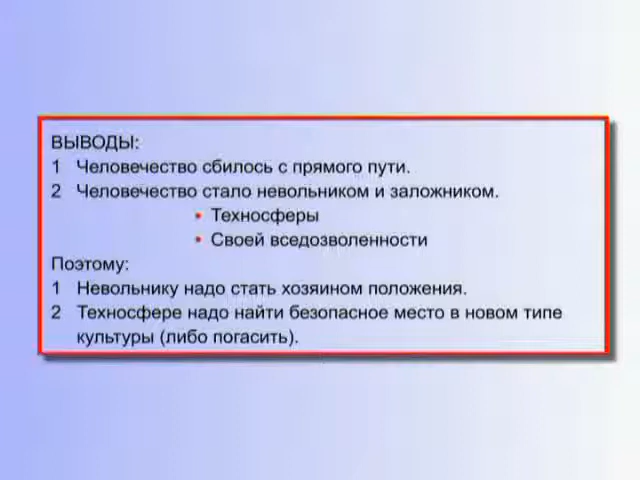 ВЫВОДЫ:
1 Человечество сбилось с прямого пути.
2 Человечество стало невольником и заложником.
• Техносферы
• Своей вседозволенности
Поэтому:
1 Невольнику надо стать хозяином положения.
2 Техносфере надо найти безопасное место в новом типе
культуры (либо погасить).